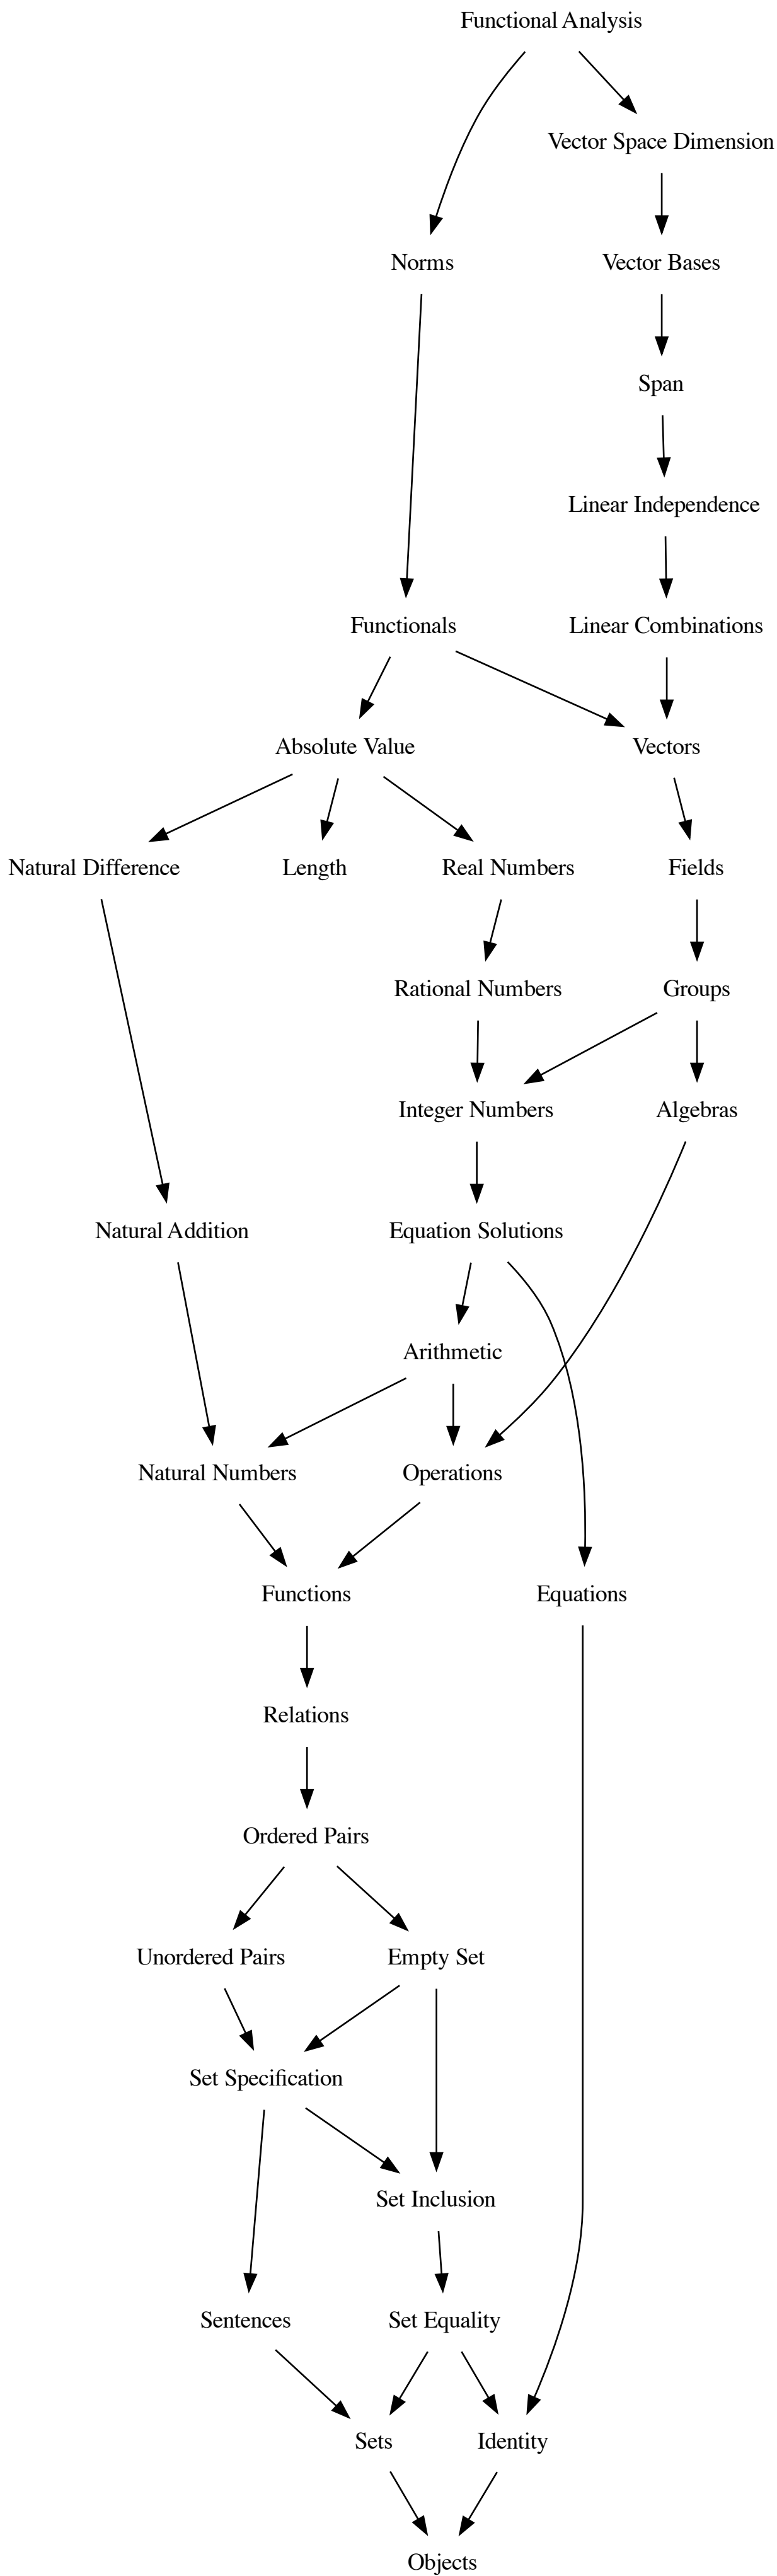 Functional Analysis
Vector Space Dimension
Norms
Vector Bases
Span
Linear Independence
Functionals
Linear Combinations
Absolute Value
Vectors
Natural Difference
Length
Real Numbers
Fields
Rational Numbers
Groups
Integer Numbers
Algebras
Natural Addition
Equation Solutions
Arithmetic
Natural Numbers
Operations
Functions
Equations
Relations
Ordered Pairs
Unordered Pairs
Empty Set
Set Specification
Set Inclusion
Sentences
Set Equality
Sets
Identity
Objects